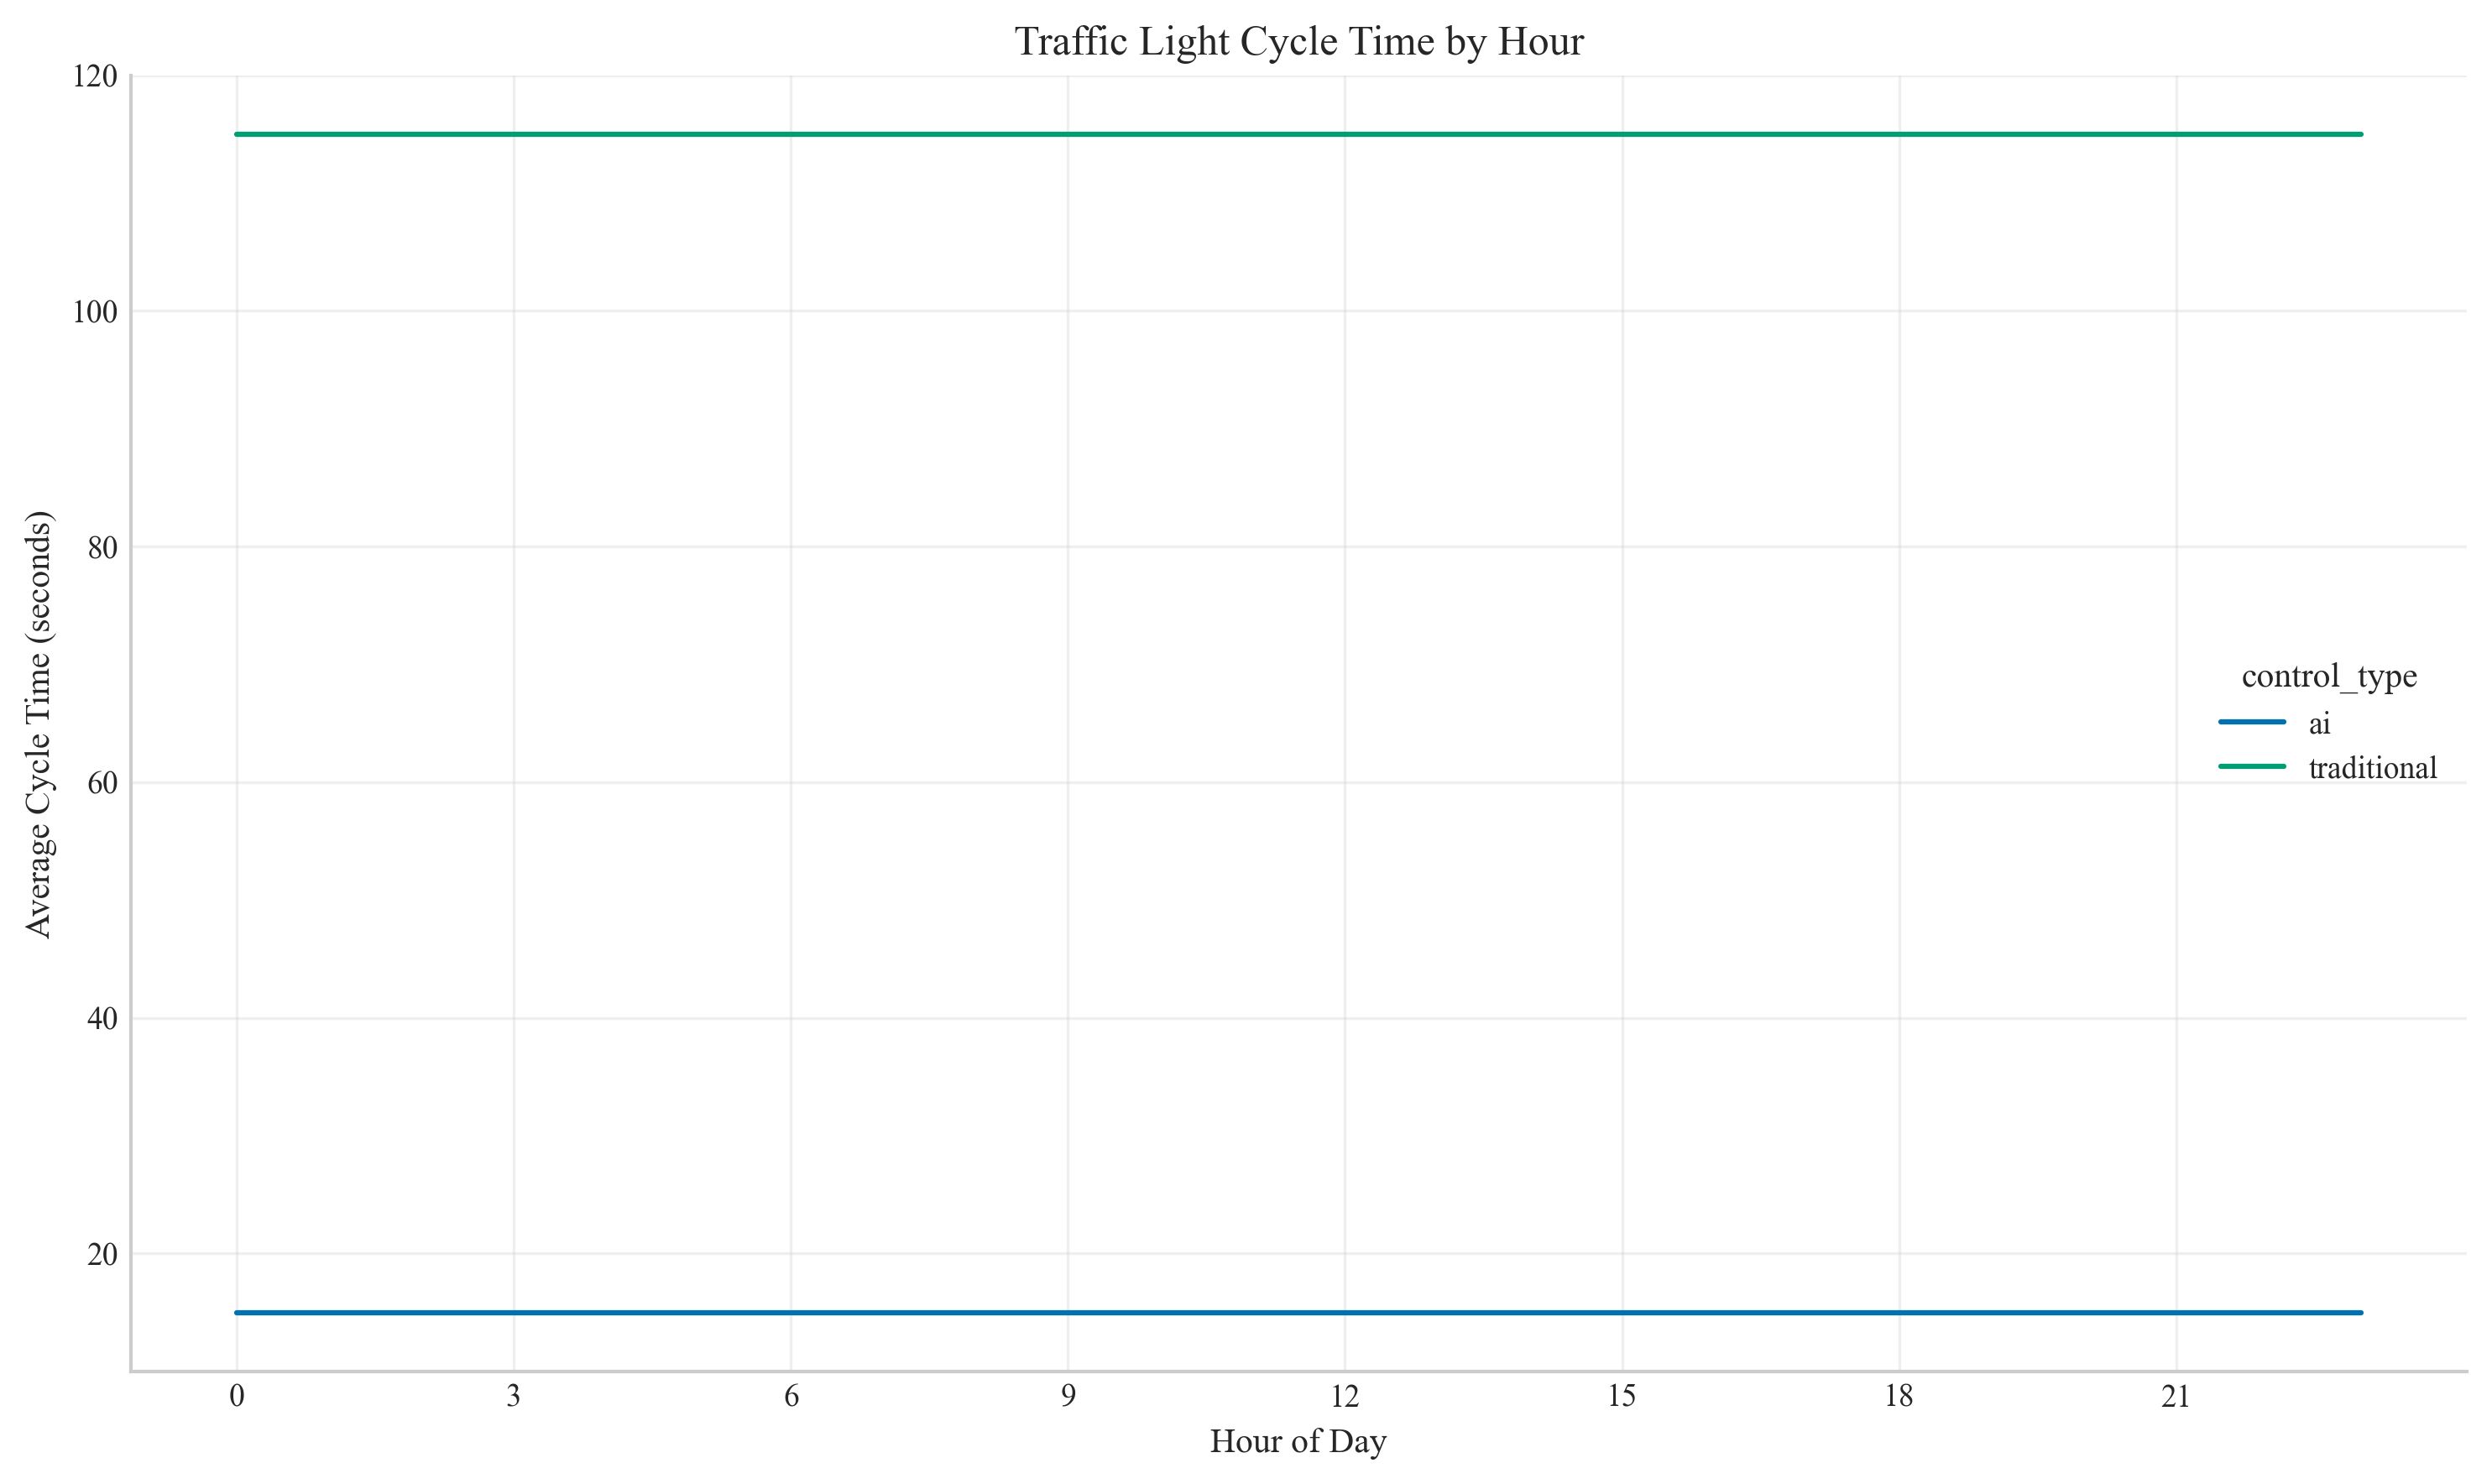 Traffic Light Cycle Time by Hour
120
100
80
60
40
20
Average Cycle Time (seconds)
control_type
ai
traditional
0 3 6 9 12 15 18 21
Hour of Day